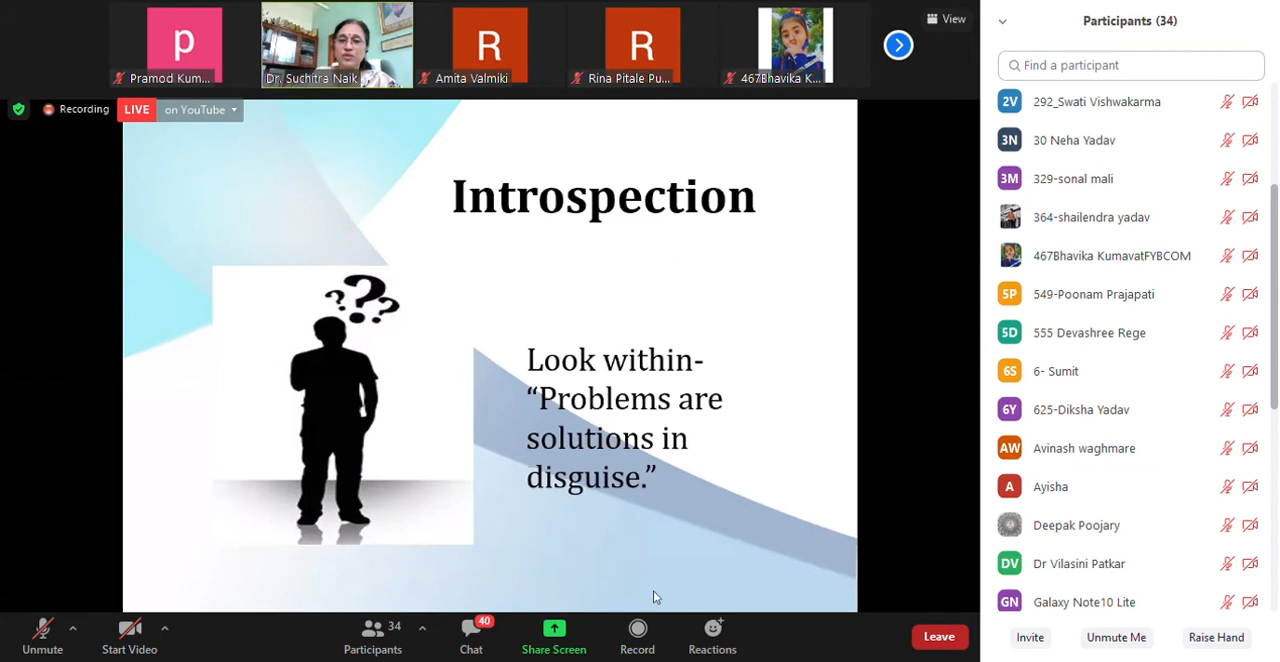 p
Pramod Kum...
Dr. Suchitra Naik
R
Amita Valmiki
R
Rina Pitale Pu...
467Bhavika K...
View
Recording
LIVE
on YouTube
Introspection
???
Look within-
“Problems are
solutions in
disguise.”
Unmute
Start Video
34
Participants
40
Chat
Share Screen
Record
Reactions
Leave
Participants (34)
Find a participant
2V 292_Swati Vishwakarma
3N 30 Neha Yadav
3M 329-sonal mali
364-shailendra yadav
467Bhavika KumavatFYBCOM
5P 549-Poonam Prajapati
5D 555 Devashree Rege
6S 6- Sumit
6Y 625-Diksha Yadav
AW Avinash waghmare
A Ayisha
Deepak Poojary
DV Dr Vilasini Patkar
GN Galaxy Note10 Lite
Invite
Unmute Me
Raise Hand